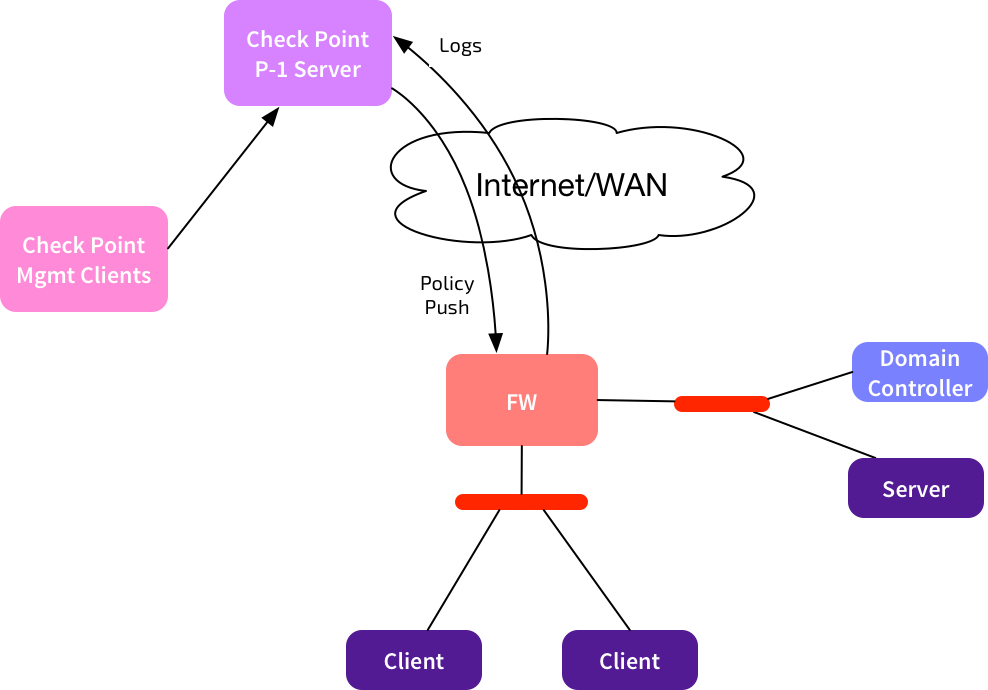 Check Point
P-1 Server
Logs
Internet/WAN
Check Point
Mgmt Clients
Policy
Push
FW
Domain
Controller
Server
Client
Client